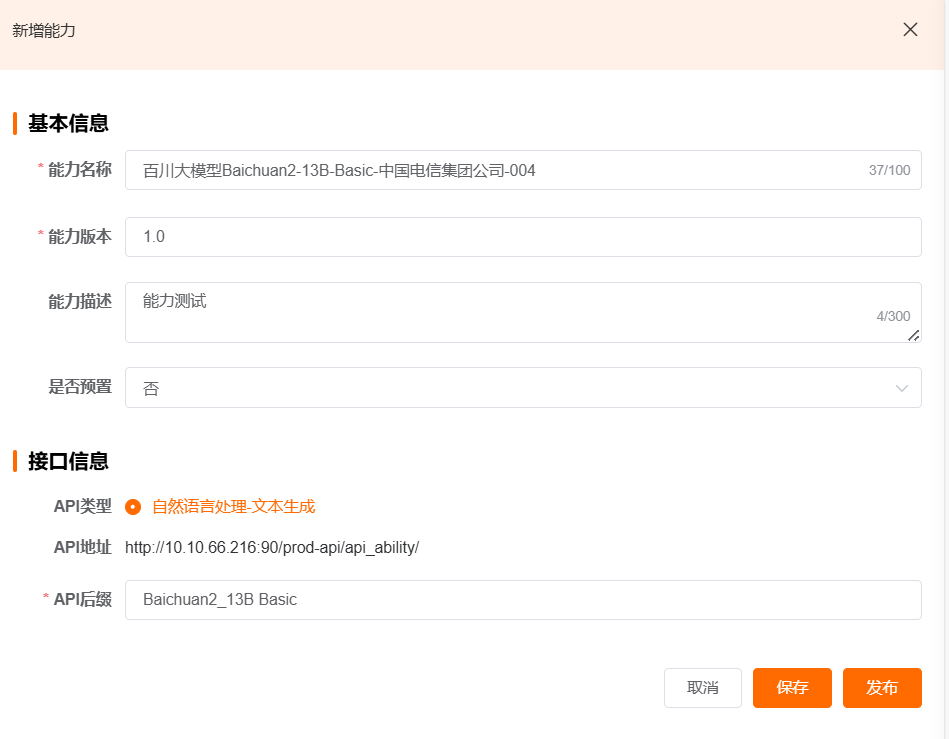 新增能力
基本信息
* 能力名称 百川大模型Baichuan2-13B-Basic-中国电信集团公司-004 37/100
* 能力版本 1.0
能力描述 能力测试
4/300
是否预置 否
接口信息
API类型 自然语言处理-文本生成
API地址 http://10.10.66.216:90/prod-api/api_ability/
* API后缀 Baichuan2_13B Basic
取消 保存 发布